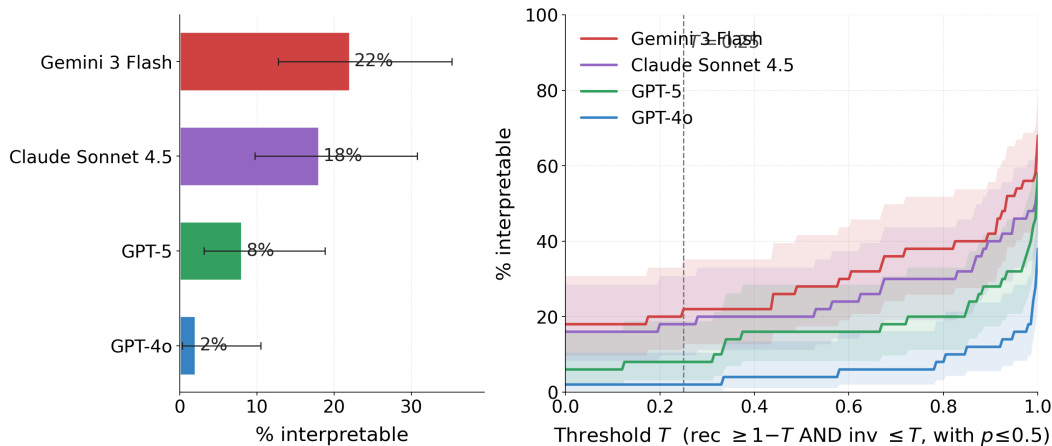 Gemini 3 Flash
22%
Claude Sonnet 4.5
18%
GPT-5
8%
GPT-4o
2%
0 10 20 30
% interpretable
100
80
60
40
20
0
% interpretable
T = 0.25
Gemini 3 Flash
Claude Sonnet 4.5
GPT-5
GPT-4o
0.0 0.2 0.4 0.6 0.8 1.0
Threshold T (rec ≥1−T AND inv ≤T, with p≤0.5)